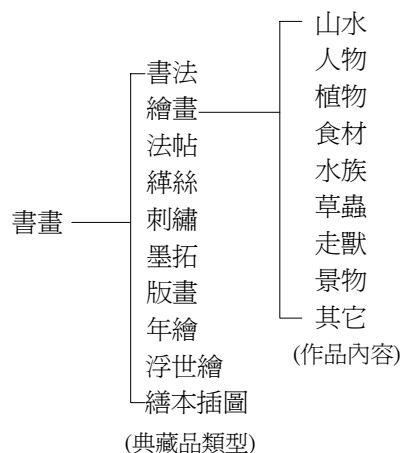 書畫
書法
繪畫
法帖
緙絲
刺繡
墨拓
版畫
年繪
浮世繪
繕本插圖
(典藏品類型)
山水
人物
植物
食材
水族
草蟲
走獸
景物
其它
(作品內容)